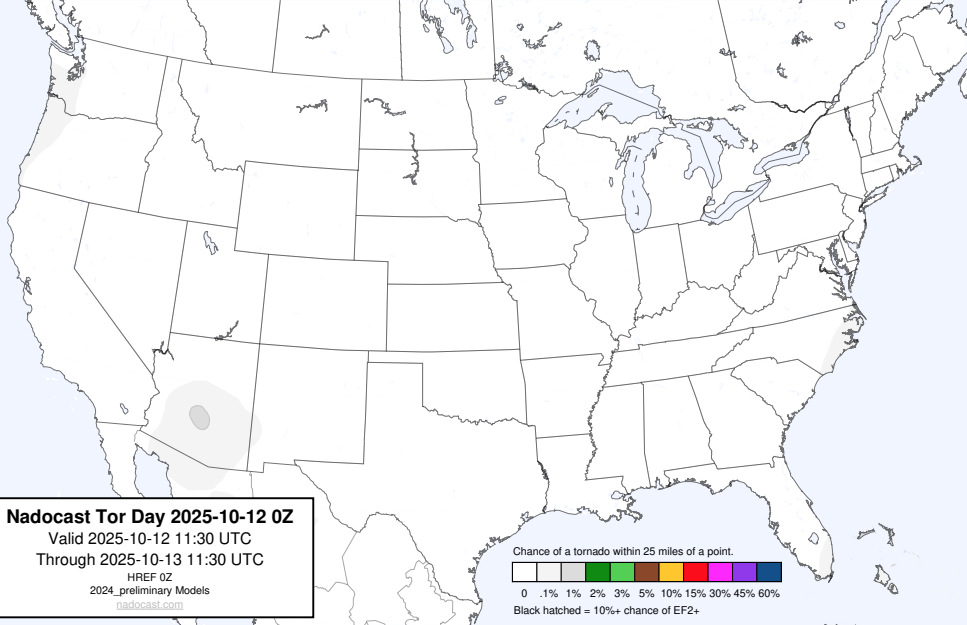 Nadocast Tor Day 2025-10-12 0Z
Valid 2025-10-12 11:30 UTC
Through 2025-10-13 11:30 UTC
HREF 0Z
2024_preliminary Models
nadocast.com
Chance of a tornado within 25 miles of a point.
0 .1% 1% 2% 3% 5% 10% 15% 30% 45% 60%
Black hatched = 10%+ chance of EF2+